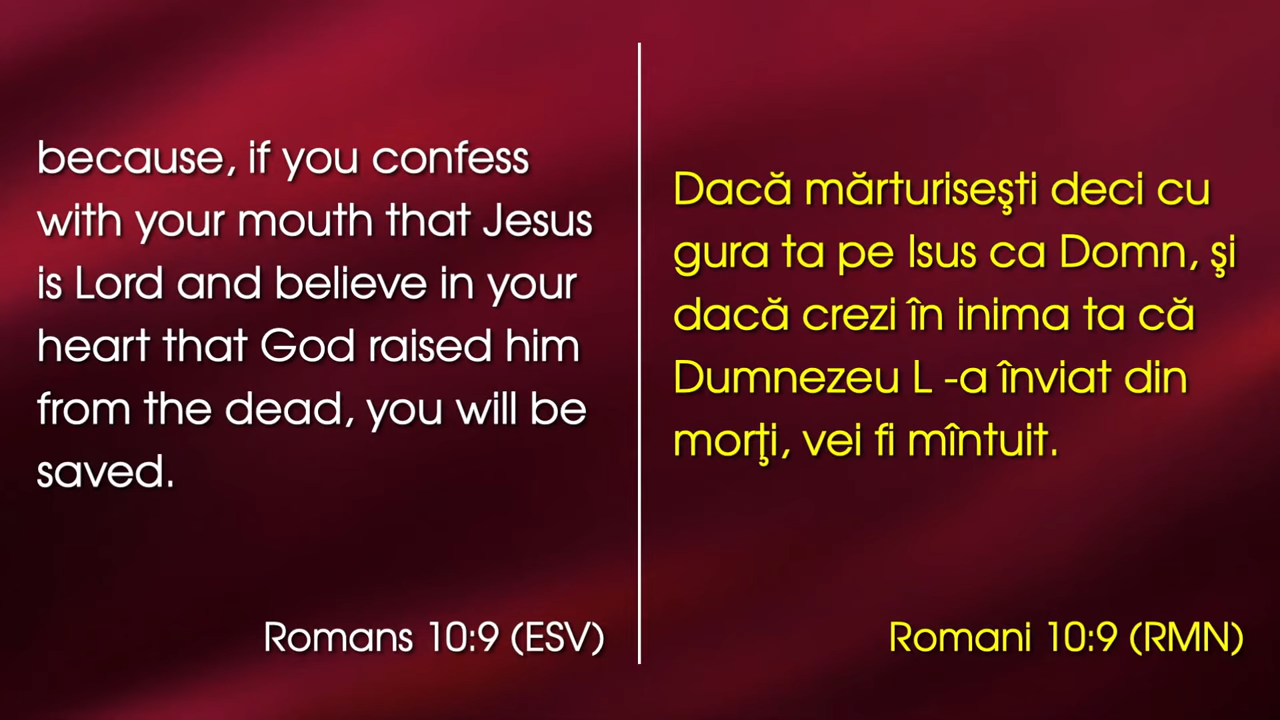 because, if you confess
with your mouth that Jesus
is Lord and believe in your
heart that God raised him
from the dead, you will be
saved.
Romans 10:9 (ESV)
Dacă mărturiseşti deci cu
gura ta pe Isus ca Domn, şi
dacă crezi în inima ta că
Dumnezeu L -a înviat din
morţi, vei fi mîntuit.
Romani 10:9 (RMN)